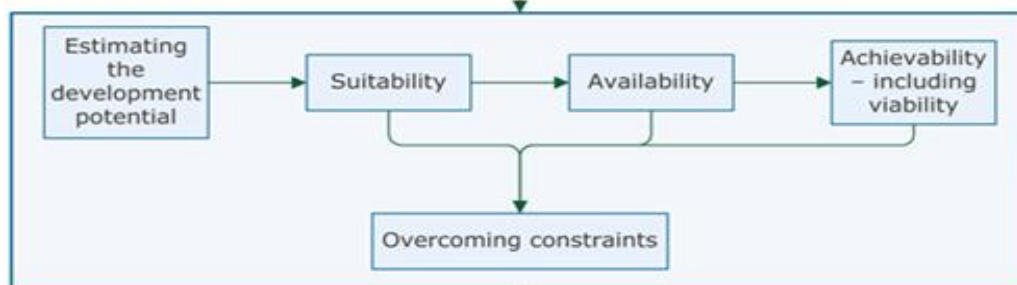 Estimating
the
development
potential
Suitability
Availability
Achievability
– including
viability
Overcoming constraints